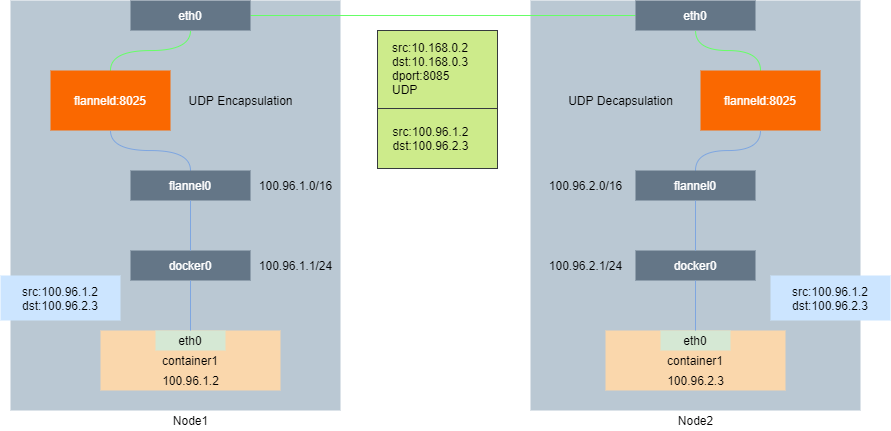 eth0
eth0
src:10.168.0.2
dst:10.168.0.3
dport:8085
UDP
flanneld:8025
UDP Encapsulation
UDP Decapsulation
flanneld:8025
src:100.96.1.2
dst:100.96.2.3
flannel0
100.96.1.0/16
100.96.2.0/16
flannel0
docker0
100.96.1.1/24
100.96.2.1/24
docker0
src:100.96.1.2
dst:100.96.2.3
src:100.96.1.2
dst:100.96.2.3
eth0
container1
100.96.1.2
eth0
container1
100.96.2.3
Node1
Node2